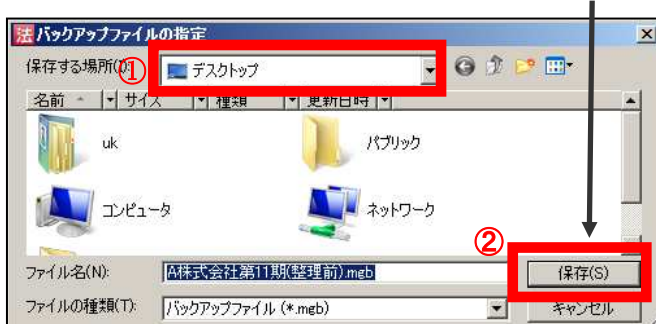 法 バックアップファイルの指定
保存する場所(I): デスクトップ
①
名前 サイズ 種類 更新日時
uk パブリック
コンピュータ ネットワーク
②
ファイル名(N): A株式会社第11期(整理前).mgb 保存(S)
ファイルの種類(T): バックアップファイル (*.mgb) キャンセル